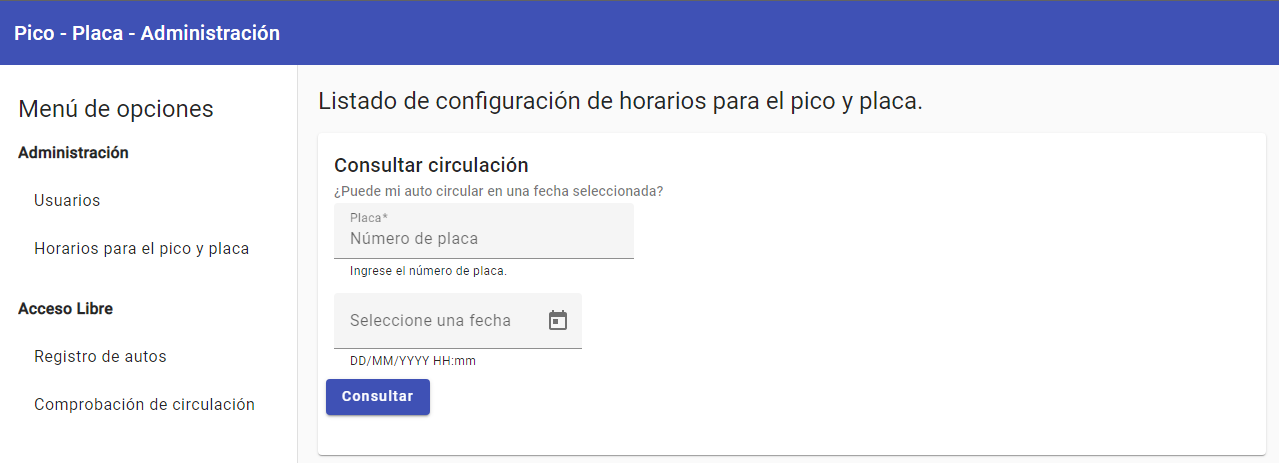 Pico - Placa - Administración
Menú de opciones
Administración
Usuarios
Horarios para el pico y placa
Acceso Libre
Registro de autos
Comprobación de circulación
Listado de configuración de horarios para el pico y placa.
Consultar circulación
¿Puede mi auto circular en una fecha seleccionada?
Placa*
Número de placa
Ingrese el número de placa.
Seleccione una fecha
DD/MM/YYYY HH:mm
Consultar